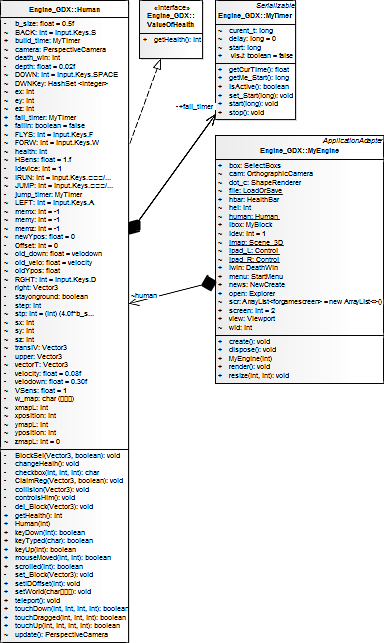 Engine_GDX::Human
- b_size: float = 0.5f
~ BACK: int = Input.Keys.S
+ build_time: MyTimer
~ camera: PerspectiveCamera
~ death_win: int
~ depth: float = 0.02f
~ DOWN: int = Input.Keys.SPACE
~ DWNKey: HashSet <Integer>
~ ex: int
~ ey: int
~ ez: int
+ fall_timer: MyTimer
~ fallin: boolean = false
~ FLYS: int = Input.Keys.F
~ FORW: int = Input.Keys.W
~ health: int
~ HSens: float = 1.f
- Idevice: int = 1
~ IRUN: int = Input.Keys.□□□/...
~ JUMP: int = Input.Keys.□□□/...
~ jump_timer: MyTimer
~ LEFT: int = Input.Keys.A
~ memx: int = -1
~ memy: int = -1
~ memz: int = -1
~ newYpos: float = 0
~ Offset: int = 0
~ old_down: float = velodown
~ old_velo: float = velocity
~ oldYpos: float
~ RGHT: int = Input.Keys.D
- right: Vector3
- stayonground: boolean
- step: int
- stp: int = (int) (4.0f*b_s...
~ sx: int
~ sy: int
~ sz: int
~ transIV: Vector3
- upper: Vector3
~ vectorT: Vector3
- velocity: float = 0.08f
- velodown: float = 0.30f
~ VSens: float = 1
- w_map: char ([][][])
~ xmapL: int
~ xposition: int
~ ymapL: int
~ yposition: int
~ zmapL: int = 0
- BlockSel(Vector3, boolean): void
- changeHealh(): void
- checkbox(int, int, int): char
- ClaimReg(Vector3, boolean): void
- collision(Vector3): void
- controlsHim(): void
- del_Block(Vector3): void
+ getHealth(): int
+ Human(int)
+ keyDown(int): boolean
+ keyTyped(char): boolean
+ keyUp(int): boolean
+ mouseMoved(int, int): boolean
+ scrolled(int): boolean
- set_Block(Vector3): void
+ setIDOffset(int): void
+ setWorld(char[][][]): void
- teleport(): void
+ touchDown(int, int, int, int): boolean
+ touchDragged(int, int, int): boolean
+ touchUp(int, int, int, int): boolean
+ update(): PerspectiveCamera
«interface»
Engine_GDX::
ValueOfHealth
+ getHealth(): int
Serializable
Engine_GDX::MyTimer
~ curent_t: long
~ delay: long = 0
~ start: long
+ getCurTime(): float
+ getMe_Start(): long
+ isActive(): boolean
+ set_Start(long): void
+ start(long): void
+ stop(): void
-+fall_timer
~human
ApplicationAdapter
Engine_GDX::MyEngine
~ box: SelectBoxs
~ cam: OrthographicCamera
~ dot_c: ShapeRenderer
~ file: LoadOrSave
~ hbar: HealthBar
~ hei: int
~ human: Human
~ ibox: MyBlock
~ idev: int = 1
~ imap: Scene_3D
~ ipad_L: Control
~ ipad_R: Control
~ iwin: DeathWin
~ menu: StartMenu
~ news: NewCreate
~ open: Explorer
~ scr: ArrayList<forgamescreen> = new ArrayList<>()
~ screen: int = 2
~ view: Viewport
~ wid: int
+ create(): void
+ dispose(): void
+ MyEngine(int)
+ render(): void
+ resize(int, int): void